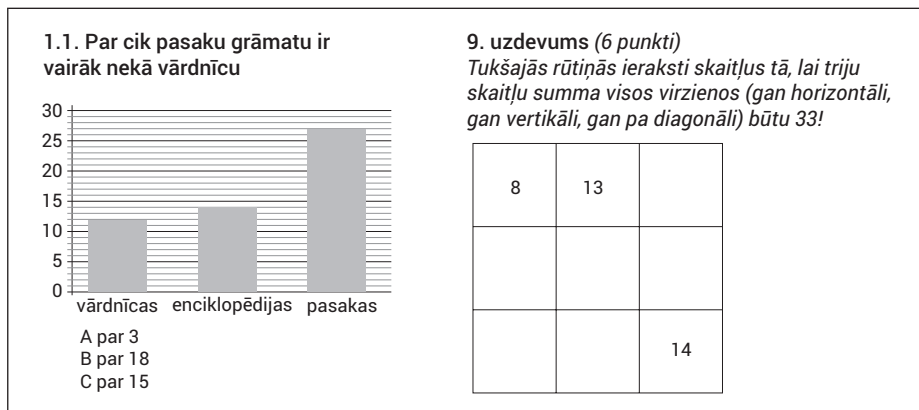 1.1. Par cik pasaku grāmatu ir
vairāk nekā vārdnīcu
30
25
20
15
10
5
0
vārdnīcas enciklopēdijas pasakas
A par 3
B par 18
C par 15
9. uzdevums (6 punkti)
Tukšajās rūtiņās ieraksti skaitļus tā, lai triju
skaitļu summa visos virzienos (gan horizontāli,
gan vertikāli, gan pa diagonāli) būtu 33!
8 13
14